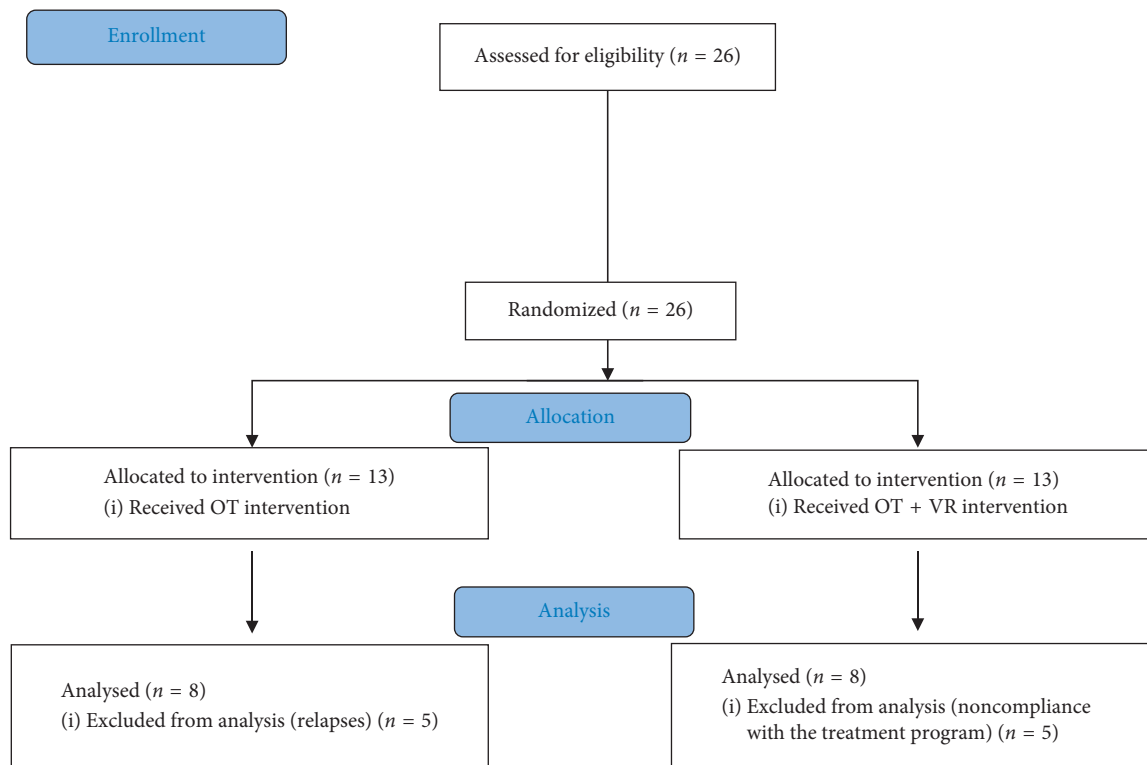 Enrollment
Assessed for eligibility (n = 26)
Randomized (n = 26)
Allocation
Allocated to intervention (n = 13)
(i) Received OT intervention
Allocated to intervention (n = 13)
(i) Received OT + VR intervention
Analysis
Analysed (n = 8)
(i) Excluded from analysis (relapses) (n = 5)
Analysed (n = 8)
(i) Excluded from analysis (noncompliance
with the treatment program) (n = 5)